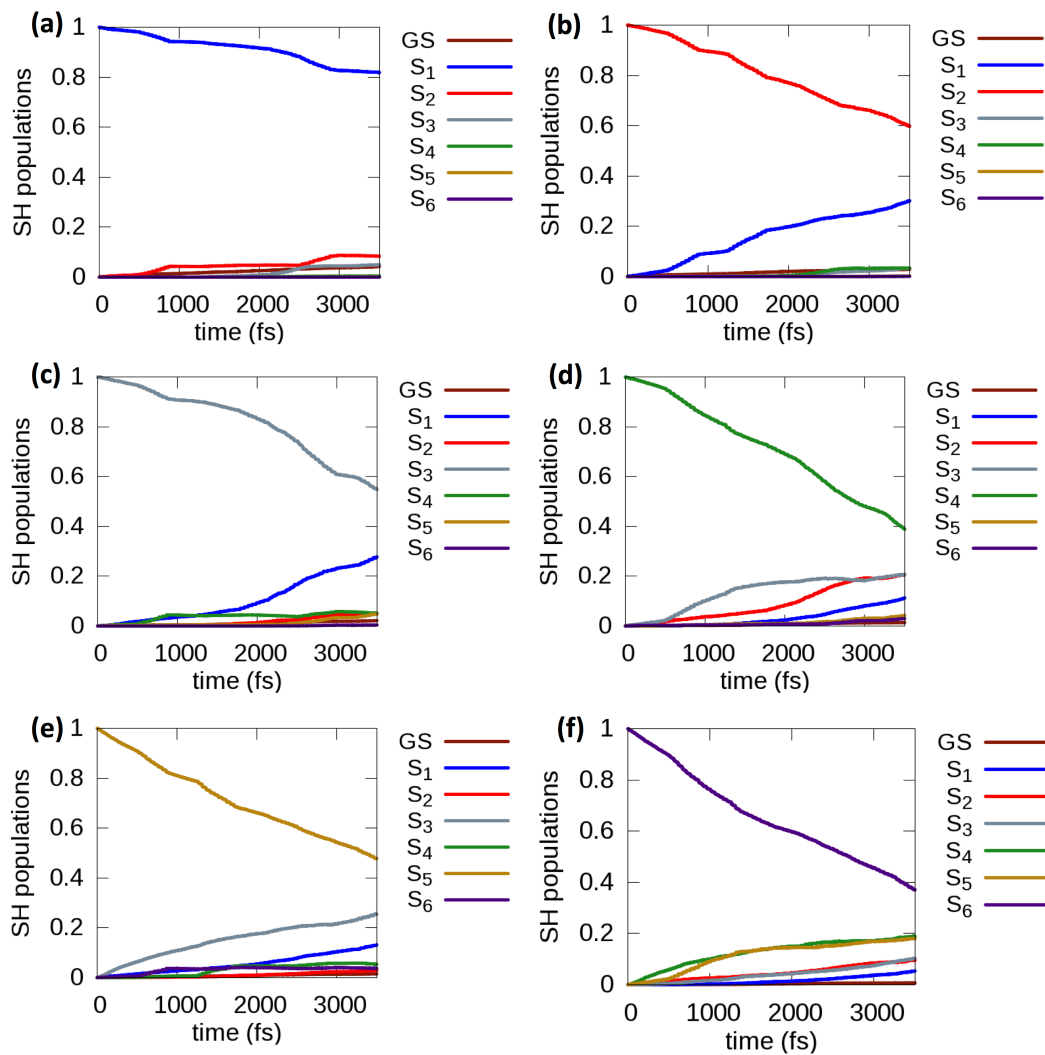 (a)
SH populations
1
0.8
0.6
0.4
0.2
0
0 1000 2000 3000
time (fs)
GS
S1
S2
S3
S4
S5
S6
(b)
SH populations
1
0.8
0.6
0.4
0.2
0
0 1000 2000 3000
time (fs)
GS
S1
S2
S3
S4
S5
S6
(c)
SH populations
1
0.8
0.6
0.4
0.2
0
0 1000 2000 3000
time (fs)
GS
S1
S2
S3
S4
S5
S6
(d)
SH populations
1
0.8
0.6
0.4
0.2
0
0 1000 2000 3000
time (fs)
GS
S1
S2
S3
S4
S5
S6
(e)
SH populations
1
0.8
0.6
0.4
0.2
0
0 1000 2000 3000
time (fs)
GS
S1
S2
S3
S4
S5
S6
(f)
SH populations
1
0.8
0.6
0.4
0.2
0
0 1000 2000 3000
time (fs)
GS
S1
S2
S3
S4
S5
S6